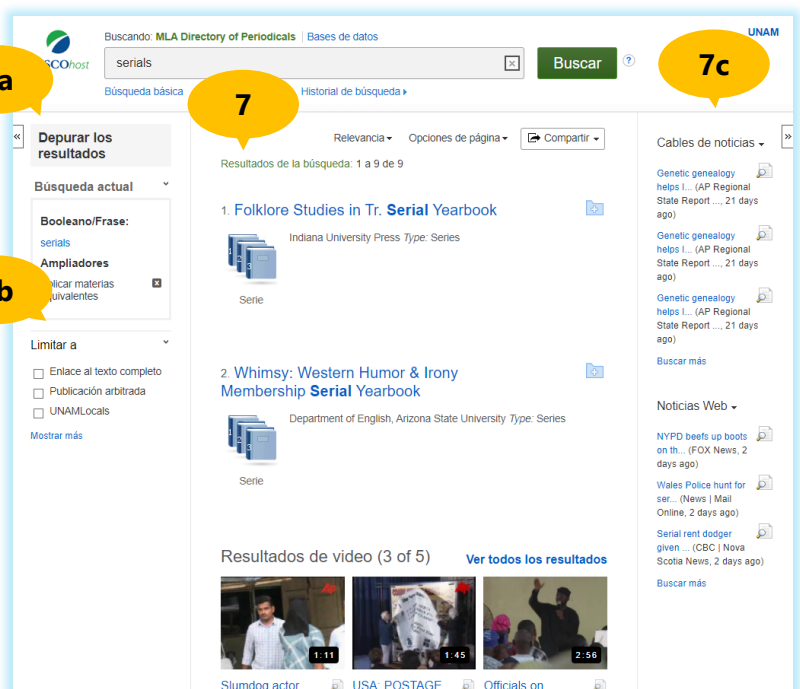 Buscando: MLA Directory of Periodicals Bases de datos
UNAM
serials
Buscar
?
Búsqueda básica
Historial de búsqueda
a
7
7c
b
Depurar los
resultados
Búsqueda actual
Booleano/Frase:
serials
Ampliadores
equivalentes
Limitar a
Enlace al texto completo
Publicación arbitrada
UNAMLocals
Mostrar más
Relevancia Opciones de página Compartir
Resultados de la búsqueda: 1 a 9 de 9
1. Folklore Studies in Tr. Serial Yearbook
Indiana University Press Type: Series
Serie
2. Whimsy: Western Humor & Irony
Membership Serial Yearbook
Department of English, Arizona State University Type: Series
Serie
Resultados de video (3 of 5) Ver todos los resultados
1:11
1:45
2:56
Slumdog actor
USA: POSTAGE
Officials on
Cables de noticias
Genetic genealogy
helps l... (AP Regional
State Report ..., 21 days
ago)
Genetic genealogy
helps l... (AP Regional
State Report ..., 21 days
ago)
Genetic genealogy
helps l... (AP Regional
State Report ..., 21 days
ago)
Buscar más
Noticias Web
NYPD beefs up boots
on th... (FOX News, 2
days ago)
Wales Police hunt for
ser... (News | Mail
Online, 2 days ago)
Serial rent dodger
given ... (CBC | Nova
Scotia News, 2 days ago)
Buscar más